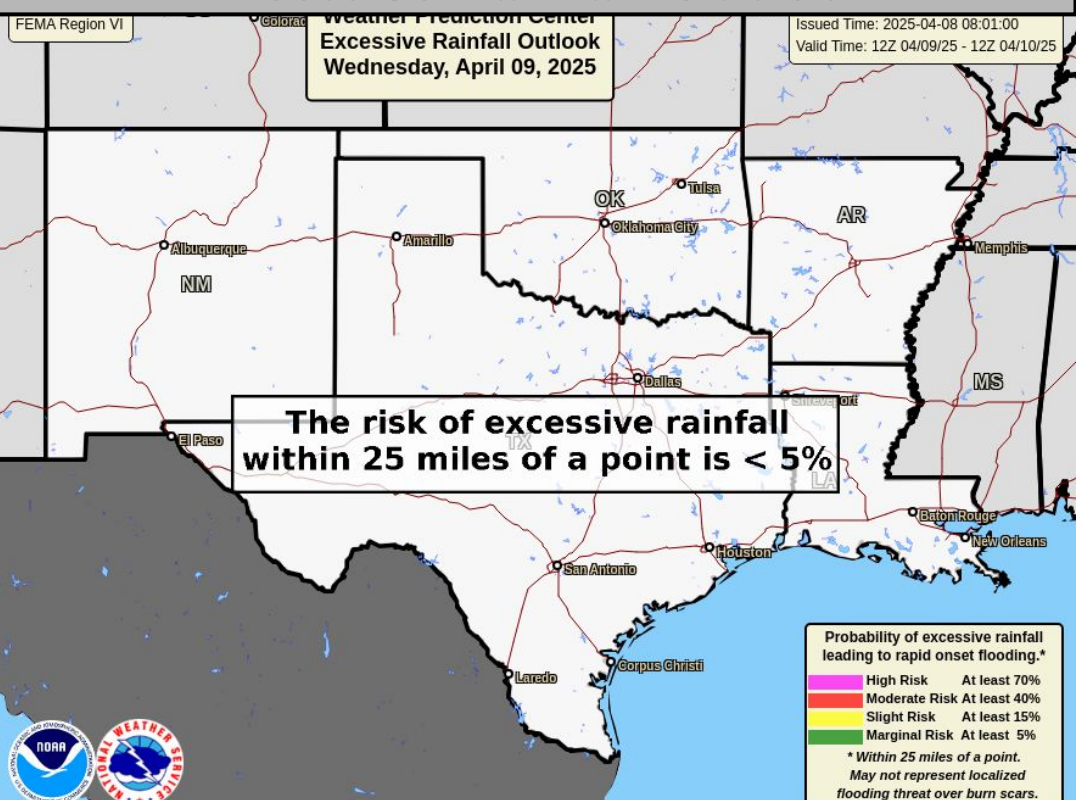 FEMA Region VI
Weather Prediction Center
Excessive Rainfall Outlook
Wednesday, April 09, 2025
Issued Time: 2025-04-08 08:01:00
Valid Time: 12Z 04/09/25 - 12Z 04/10/25
Colorad
Tulsa
OK
Oklahoma City
AR
Amarillo
Albuquerque
Memphis
NM
Dallas
MS
Shreveport
The risk of excessive rainfall
within 25 miles of a point is < 5%
El Paso
TX
LA
Baton Rouge
New Orleans
Houston
San Antonio
Corpus Christi
Laredo
Probability of excessive rainfall
leading to rapid onset flooding.*
High Risk At least 70%
Moderate Risk At least 40%
Slight Risk At least 15%
Marginal Risk At least 5%
* Within 25 miles of a point.
May not represent localized
flooding threat over burn scars.
NOAA
NATIONAL WEATHER SERVICE